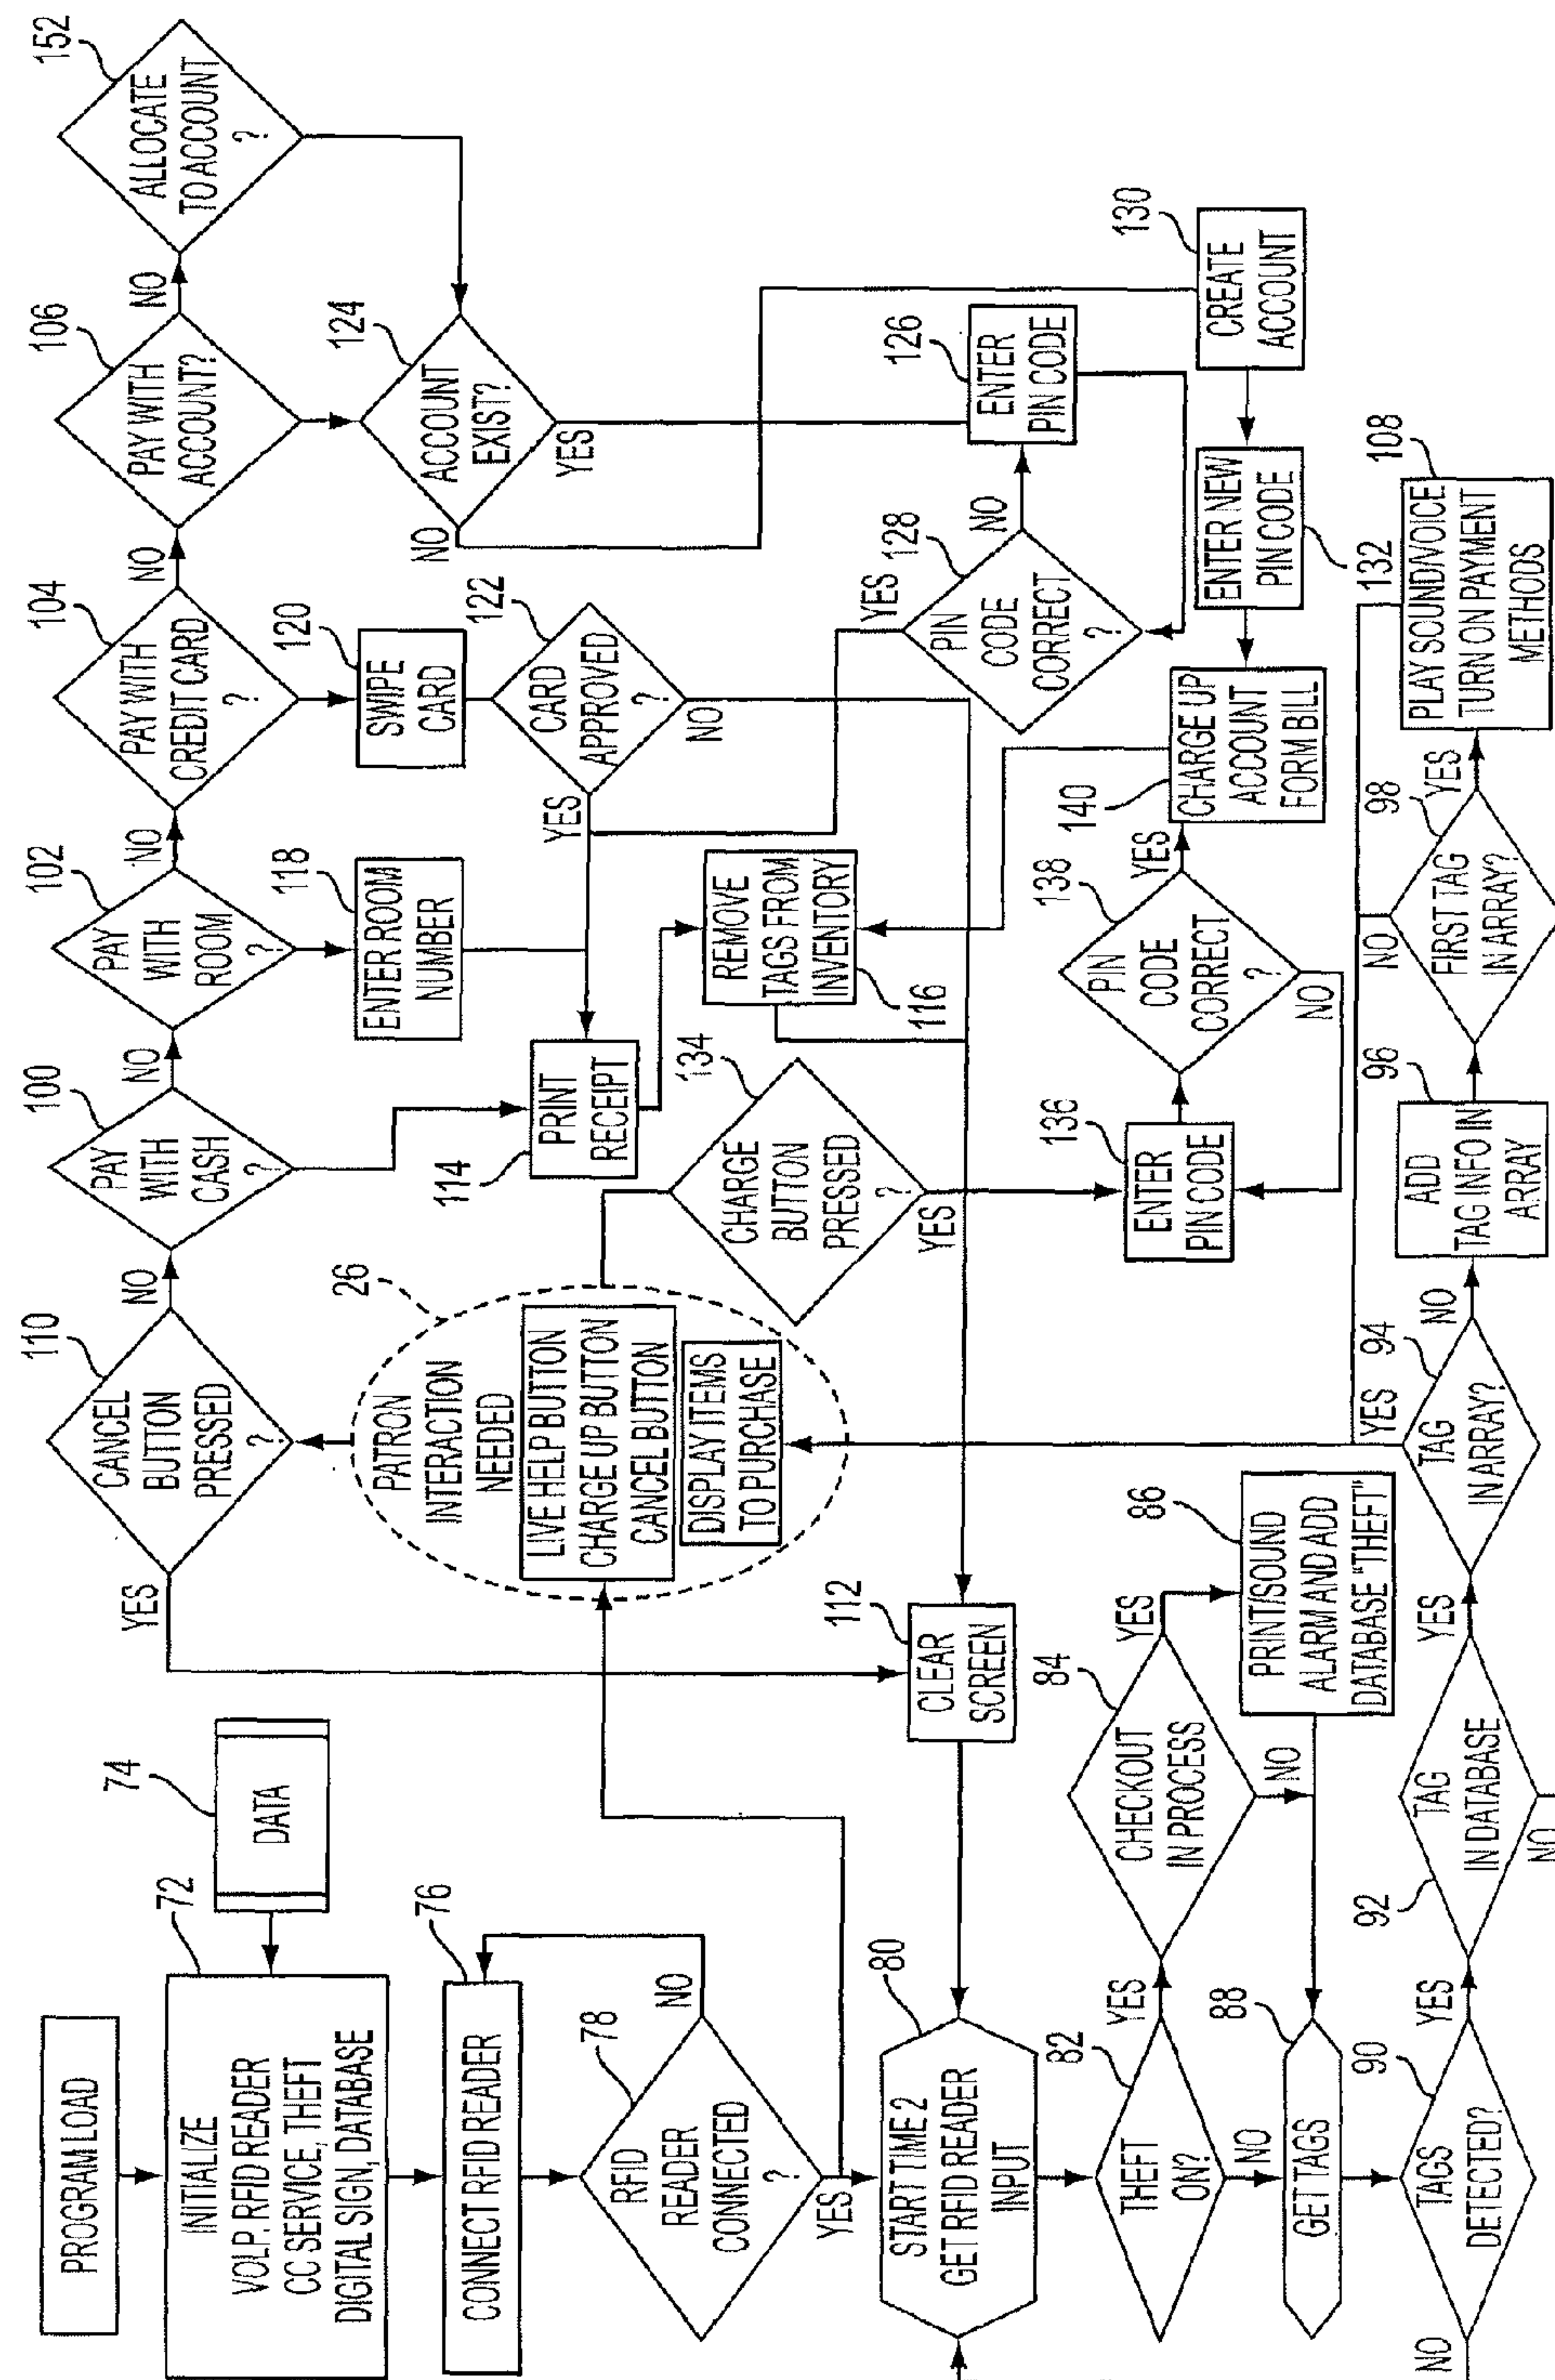 PROGRAM LOAD
INITIALIZE
VOLP. RFID READER
CC SERVICE, THEFT
DIGITAL SIGN, DATABASE
72
DATA
74
CONNECT RFID READER
76
RFID
READER
CONNECTED
?
78
NO
YES
START TIME 2
GET RFID READER
INPUT
80
THEFT
ON?
82
YES
NO
CHECKOUT
IN PROCESS
84
YES
NO
PRINT/SOUND
ALARM AND ADD
DATABASE "THEFT"
86
GET TAGS
88
TAGS
DETECTED?
90
NO
YES
TAG
IN DATABASE
92
YES
NO
TAG
IN ARRAY?
94
YES
NO
ADD
TAG INFO IN
ARRAY
96
FIRST TAG
IN ARRAY?
98
NO
YES
PLAY SOUND/VOICE
TURN ON PAYMENT
METHODS
108
PATRON
INTERACTION
NEEDED
26
LIVE HELP BUTTON
CHARGE UP BUTTON
CANCEL BUTTON
DISPLAY ITEMS
TO PURCHASE
CANCEL
BUTTON
PRESSED
?
110
YES
NO
CLEAR
SCREEN
112
PAY
WITH
CASH
?
100
NO
PAY
WITH
ROOM
?
102
NO
PAY WITH
CREDIT CARD
?
104
NO
PAY WITH
ACCOUNT?
106
NO
ALLOCATE
TO ACCOUNT
?
152
PRINT
RECEIPT
114
ENTER ROOM
NUMBER
118
SWIPE
CARD
120
CARD
APPROVED
?
122
YES
NO
ACCOUNT
EXIST?
124
NO
YES
REMOVE
TAGS FROM
INVENTORY
116
CHARGE
BUTTON
PRESSED
?
134
YES
ENTER
PIN CODE
136
PIN
CODE
CORRECT
?
138
YES
NO
CHARGE UP
ACCOUNT
FORM BILL
140
PIN
CODE
CORRECT
?
128
YES
NO
ENTER
PIN CODE
126
CREATE
ACCOUNT
130
ENTER NEW
PIN CODE
132